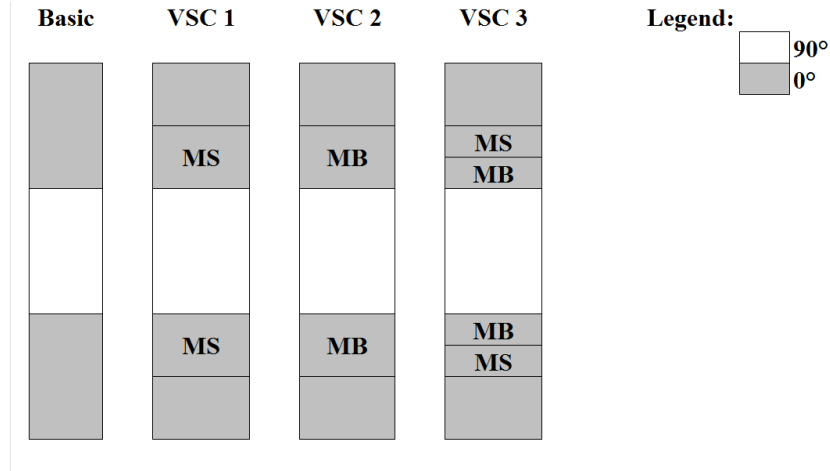 Basic VSC 1 VSC 2 VSC 3 Legend:
90°
0°
MS MB MS
MB
MS MB MB
MS